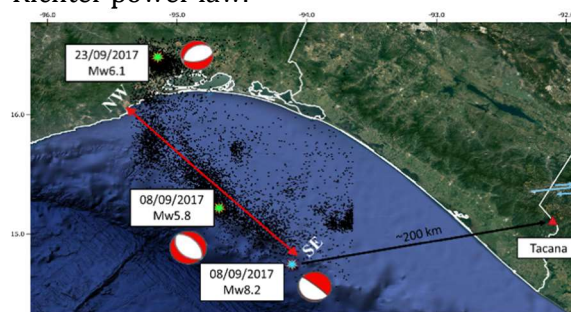 Richter power law.
-96.0 -95.0 -94.0 -93.0 -92.0
23/09/2017
Mw6.1
NW
16.0
08/09/2017
Mw5.8
SE
15.0
~200 km
Tacana
08/09/2017
Mw8.2